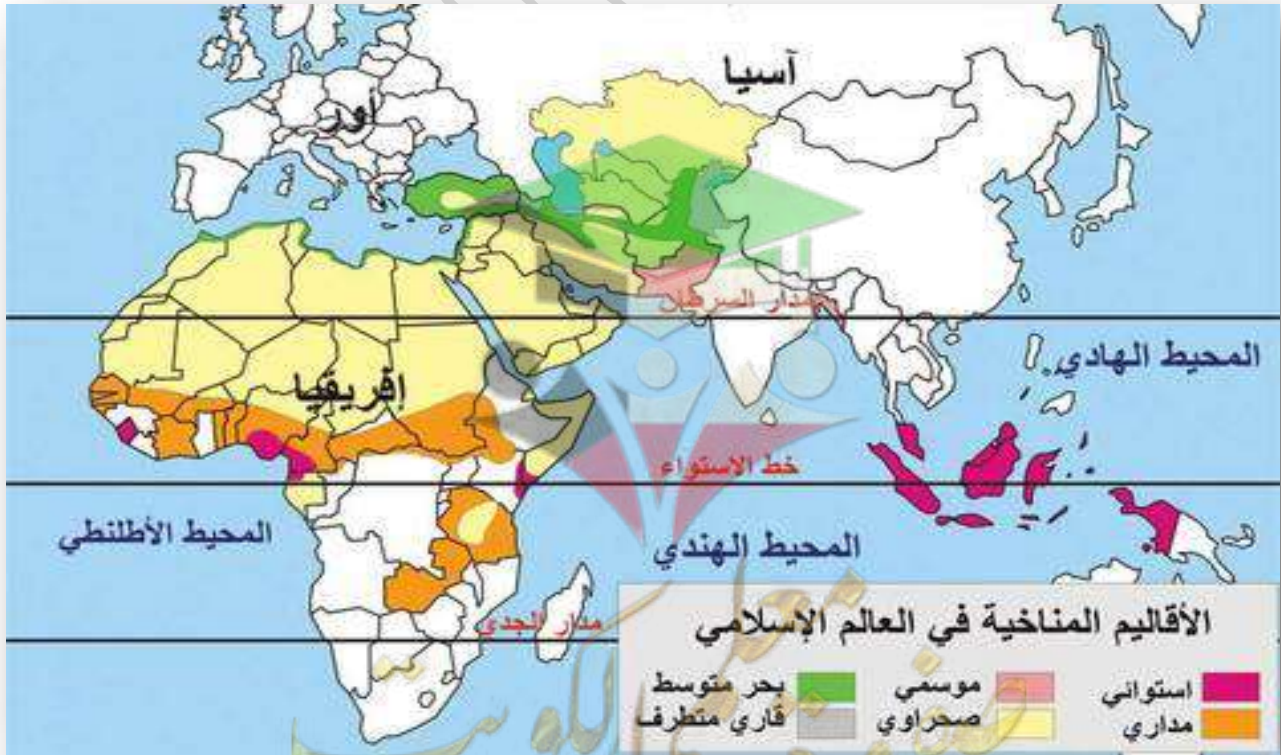 آسيا
أور
مدار السرطان
المحيط الهادي
إفريقيا
خط الاستواء
المحيط الأطلنطي
المحيط الهندي
مدار الجدي
الأقاليم المناخية في العالم الإسلامي
استوائي
موسمي
بحر متوسط
مداري
صحراوي
قاري متطرف